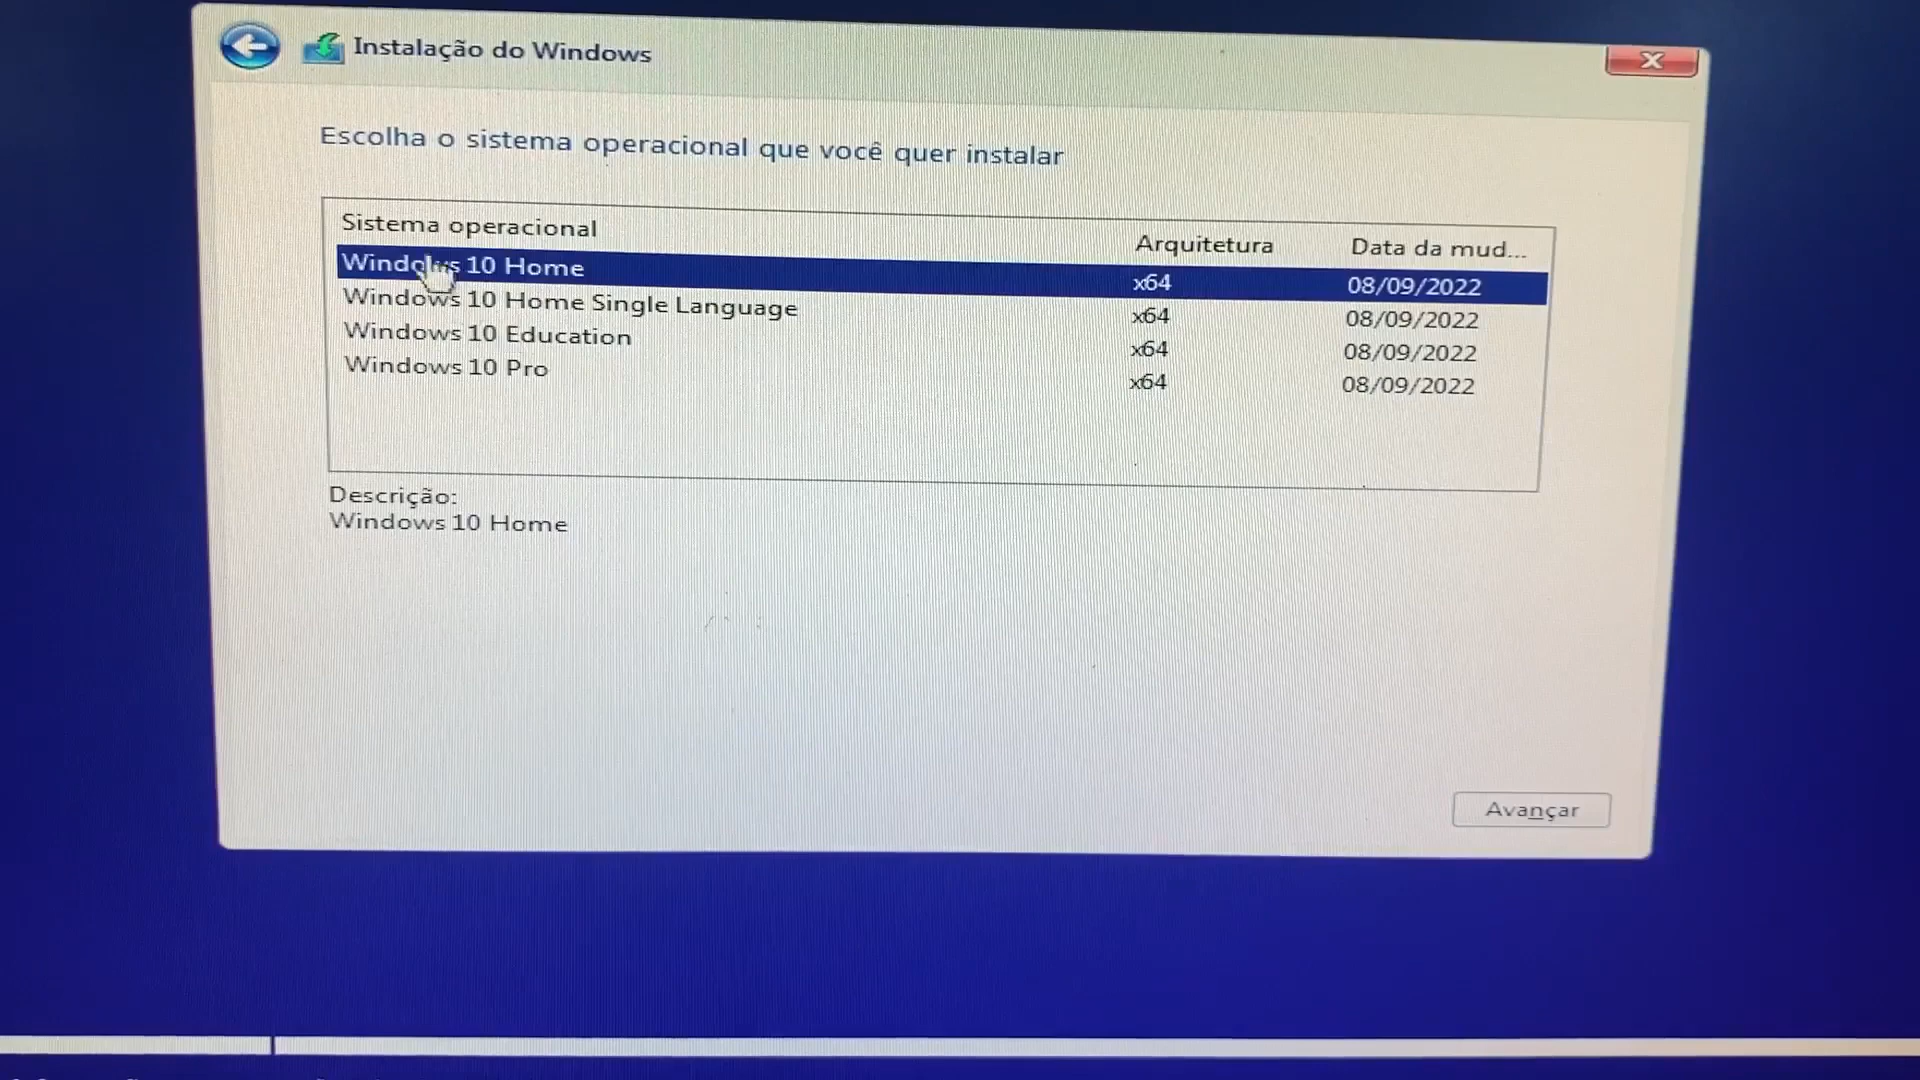 Instalação do Windows
Escolha o sistema operacional que você quer instalar
Sistema operacional Arquitetura Data da mud...
Windows 10 Home x64 08/09/2022
Windows 10 Home Single Language x64 08/09/2022
Windows 10 Education x64 08/09/2022
Windows 10 Pro x64 08/09/2022
Descrição:
Windows 10 Home
Avançar